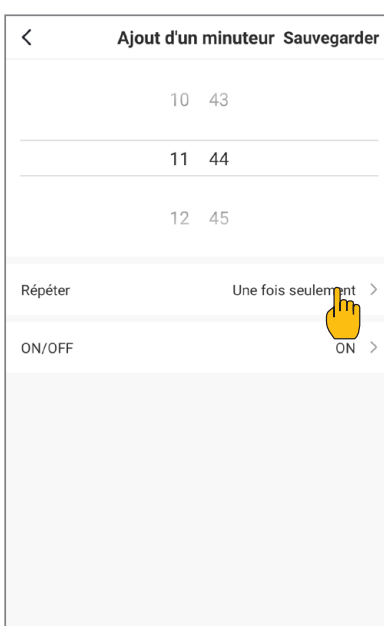 Ajout d'un minuteur Sauvegarder
10 43
11 44
12 45
Répéter Une fois seulement
ON/OFF ON